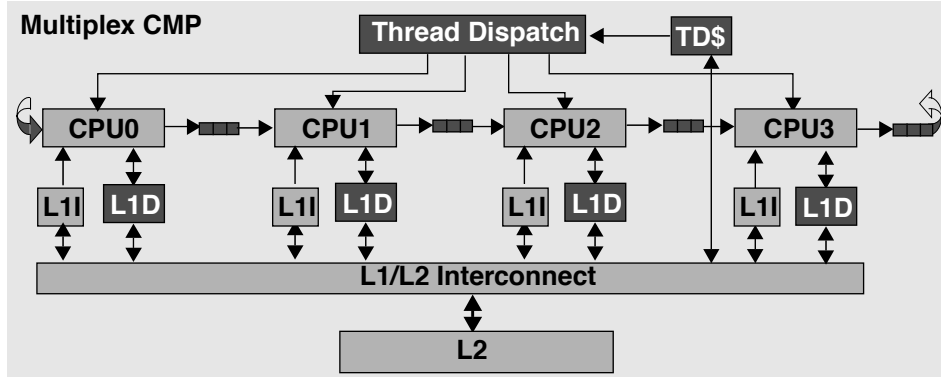 Multiplex CMP
Thread Dispatch
TD$
CPU0
CPU1
CPU2
CPU3
L1I
L1D
L1I
L1D
L1I
L1D
L1I
L1D
L1/L2 Interconnect
L2